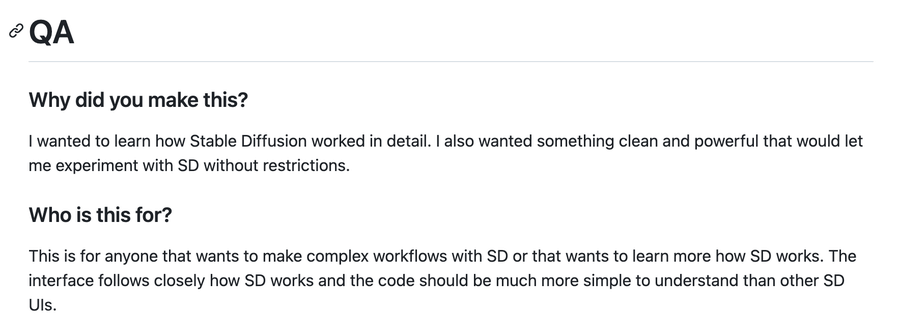 QA
Why did you make this?
I wanted to learn how Stable Diffusion worked in detail. I also wanted something clean and powerful that would let
me experiment with SD without restrictions.
Who is this for?
This is for anyone that wants to make complex workflows with SD or that wants to learn more how SD works. The
interface follows closely how SD works and the code should be much more simple to understand than other SD
UIs.